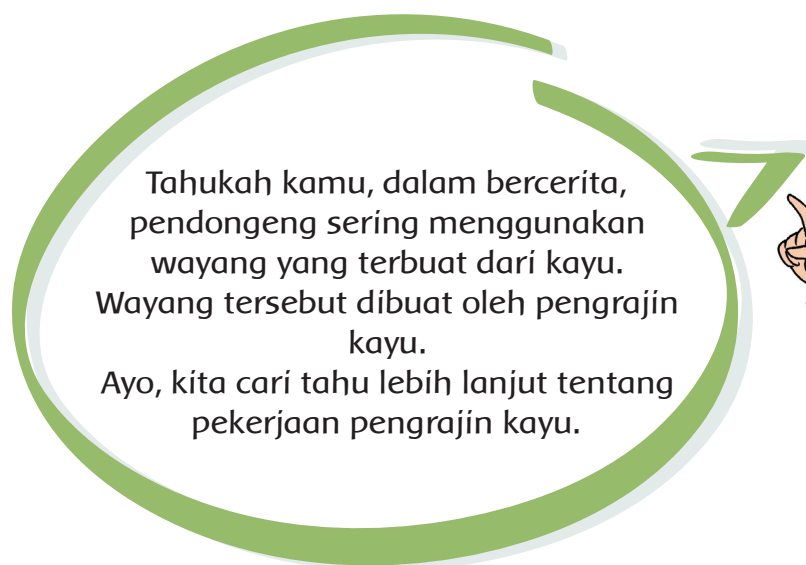 Tahukah kamu, dalam bercerita,
pendongeng sering menggunakan
wayang yang terbuat dari kayu.
Wayang tersebut dibuat oleh pengrajin
kayu.
Ayo, kita cari tahu lebih lanjut tentang
pekerjaan pengrajin kayu.